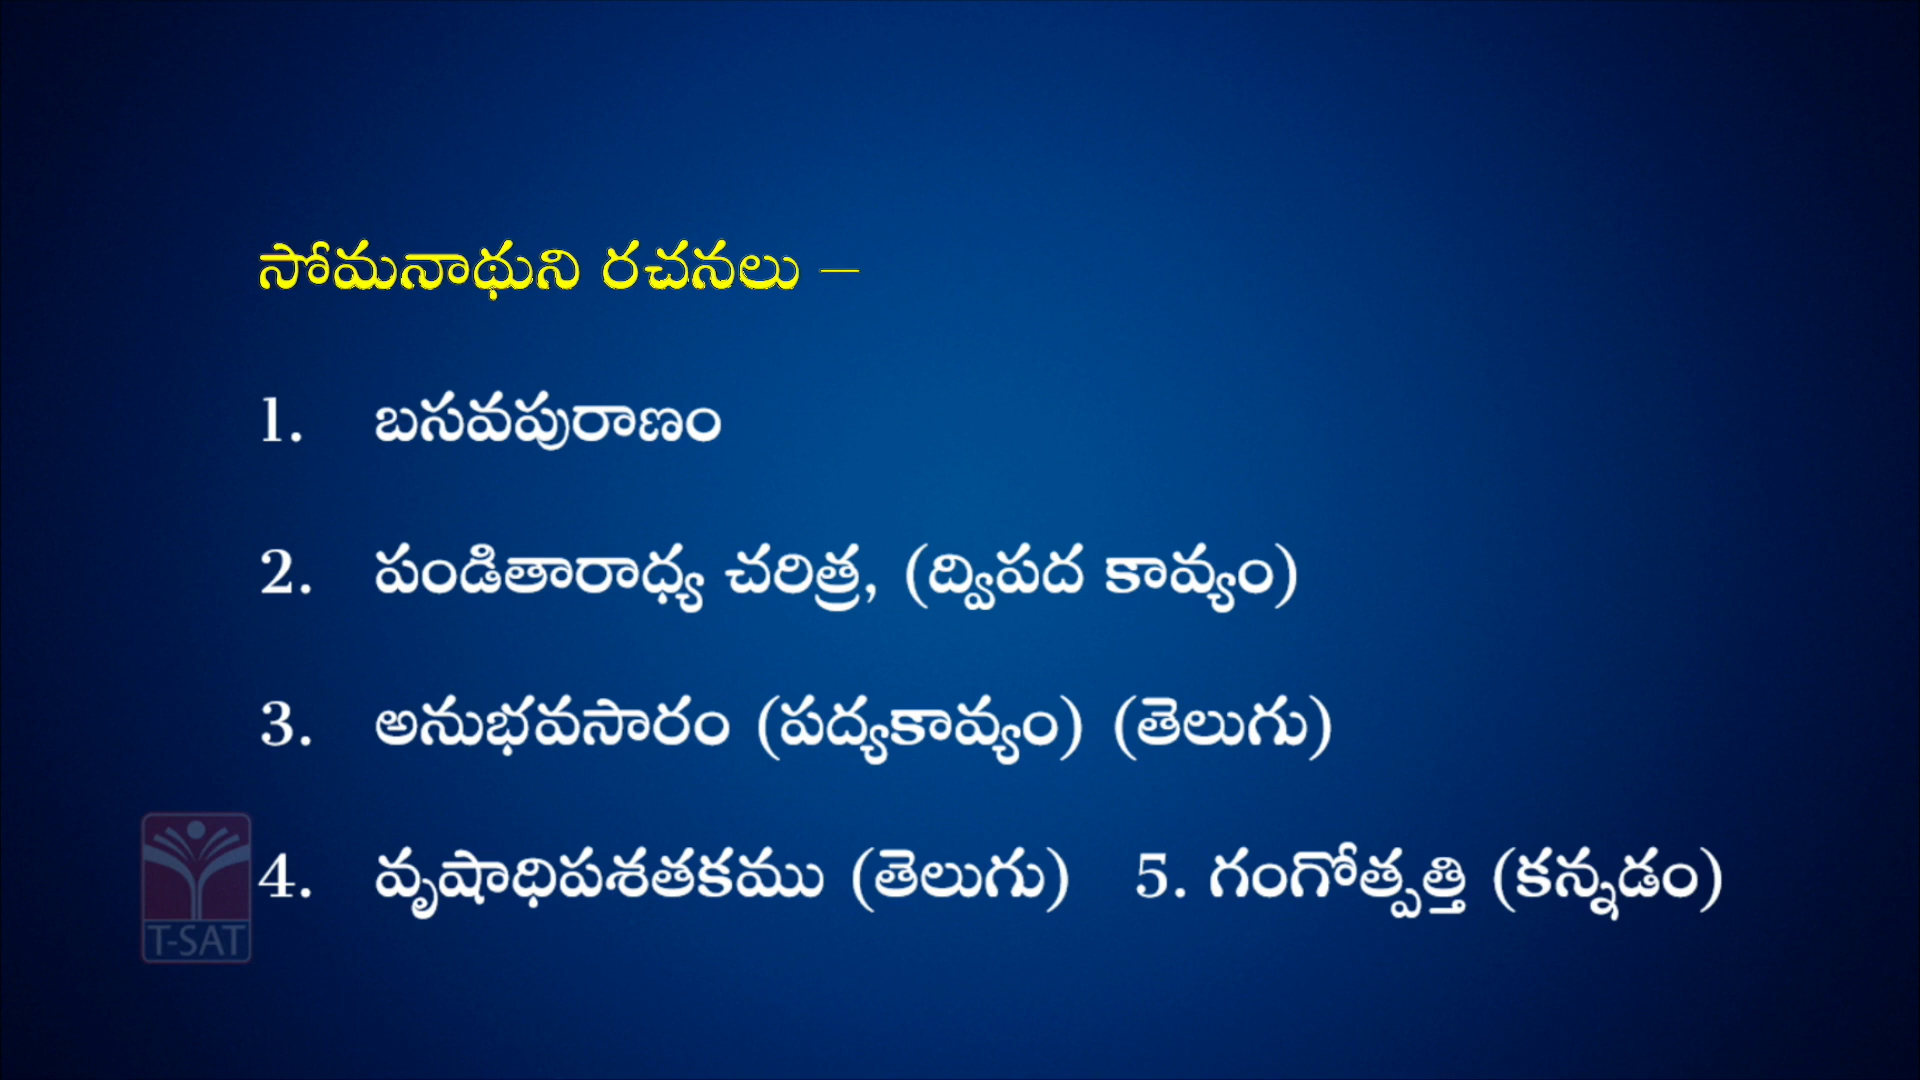 సోమనాథుని రచనలు –
1. బసవపురాణం
2. పండితారాధ్య చరిత్ర, (ద్విపద కావ్యం)
3. అనుభవసారం (పద్యకావ్యం) (తెలుగు)
4. వృషాధిపశతకము (తెలుగు) 5. గంగోత్పత్తి (కన్నడం)
T-SAT